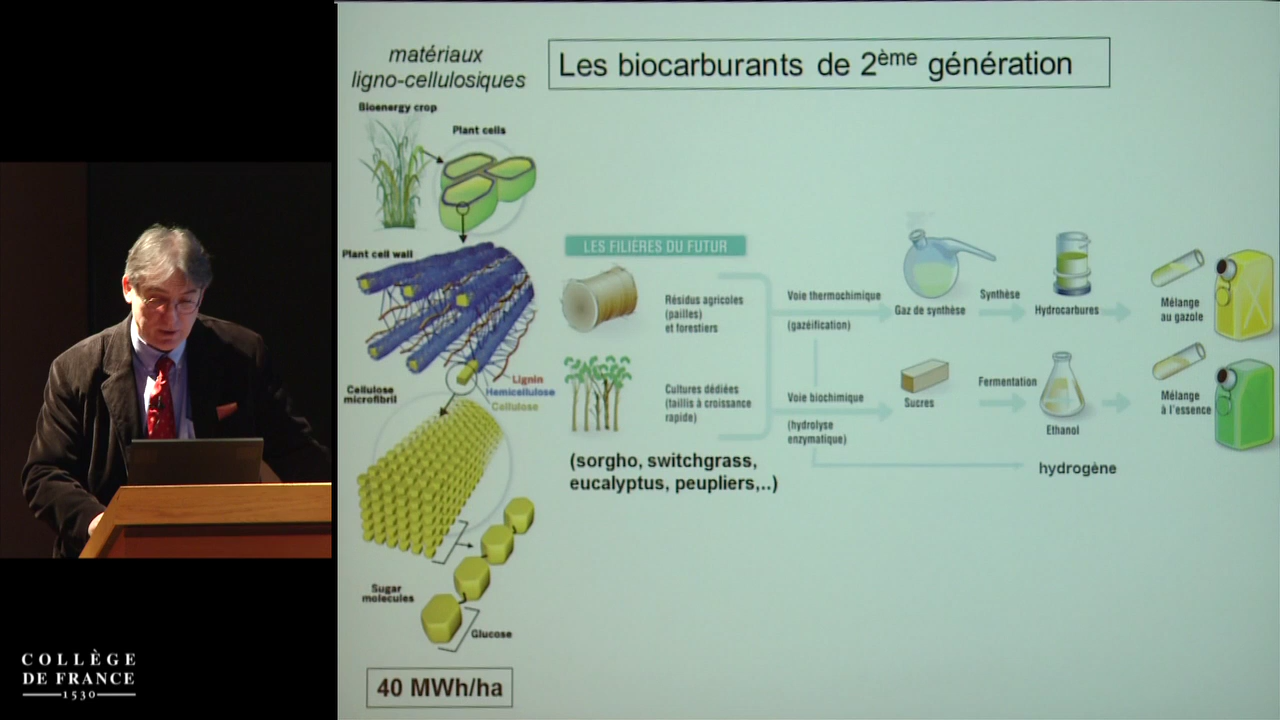 matériaux
ligno-cellulosiques
Les biocarburants de 2ème génération
Bioenergy crop
Plant cells
Plant cell wall
Lignin
Hemicellulose
Cellulose
Cellulose
microfibril
Sugar
molecules
Glucose
40 MWh/ha
LES FILIÈRES DU FUTUR
Résidus agricoles
(pailles)
et forestiers
Cultures dédiées
(taillis à croissance
rapide)
(sorgho, switchgrass,
eucalyptus, peupliers,..)
Voie thermochimique
(gazéification)
Gaz de synthèse
Synthèse
Hydrocarbures
Mélange
au gazole
Voie biochimique
(hydrolyse
enzymatique)
Sucres
Fermentation
Ethanol
Mélange
à l'essence
hydrogène
COLLÈGE
DE FRANCE
1530